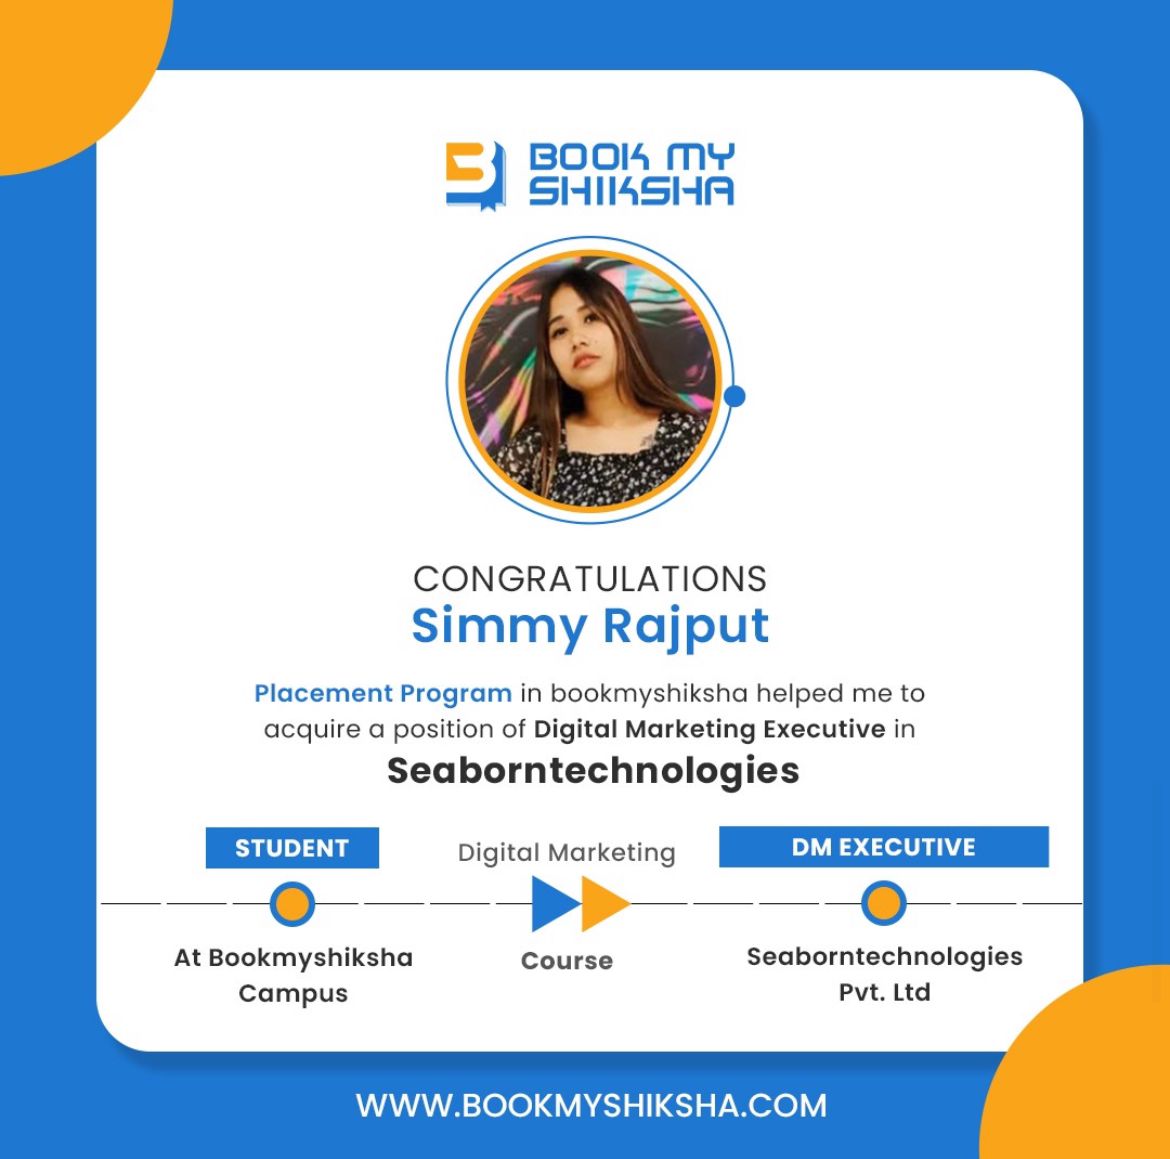 BOOK MY
SHIKSHA
CONGRATULATIONS
Simmy Rajput
Placement Program in bookmyshiksha helped me to
acquire a position of Digital Marketing Executive in
Seaborntechnologies
STUDENT
At Bookmyshiksha
Campus
Digital Marketing
Course
DM EXECUTIVE
Seaborntechnologies
Pvt. Ltd
WWW.BOOKMYSHIKSHA.COM